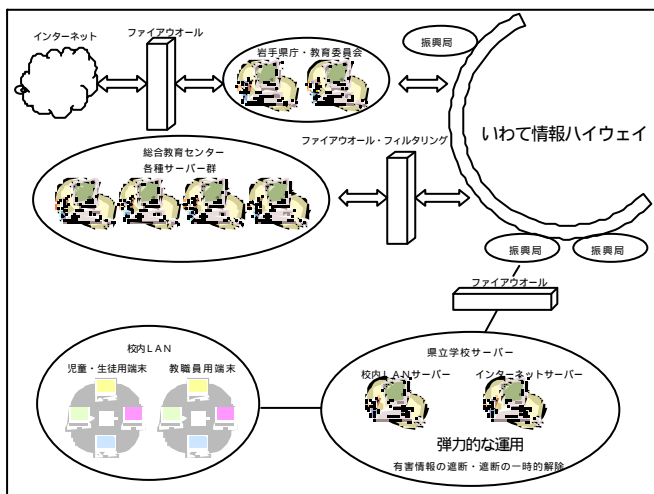 インターネット
ファイアウオール
岩手県庁・教育委員会
振興局
いわて情報ハイウェイ
総合教育センター
各種サーバー群
ファイアウオール・フィルタリング
振興局
振興局
ファイアウオール
校内LAN
児童・生徒用端末
教職員用端末
県立学校サーバー
校内LANサーバー
インターネットサーバー
弾力的な運用
有害情報の遮断・遮断の一時的解除